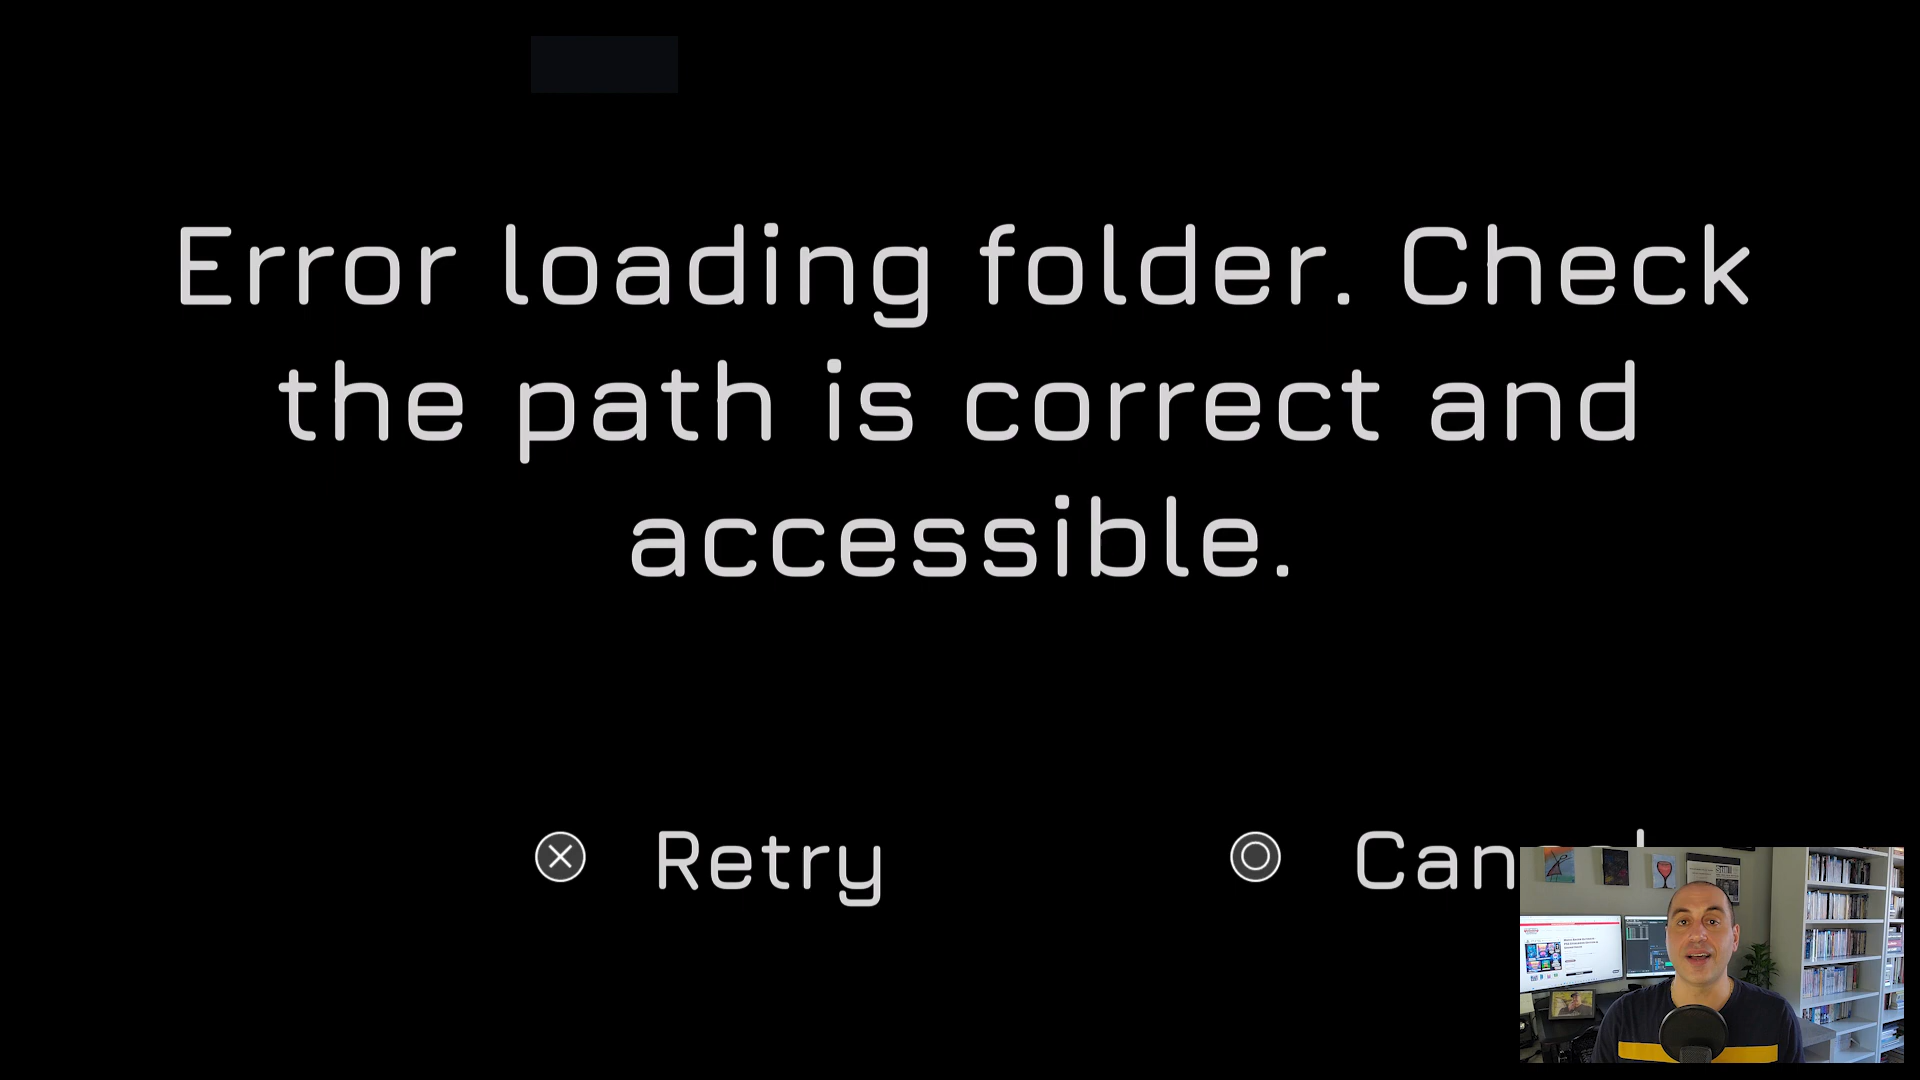 Error loading folder. Check
the path is correct and
accessible.
Retry